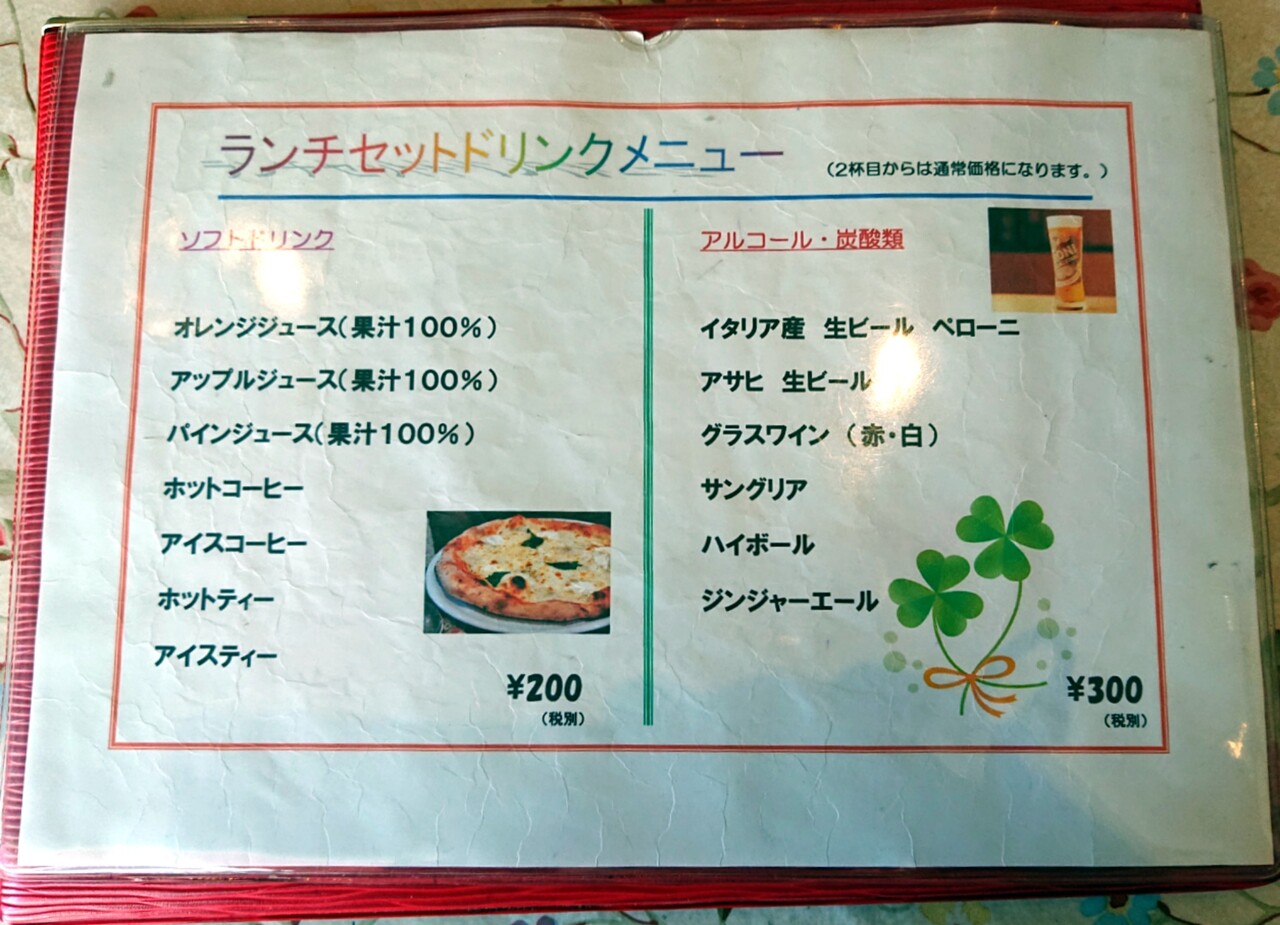 ランチセットドリンクメニュー
（２杯目からは通常価格になります。）
ソフトドリンク
オレンジジュース（果汁１００％）
アップルジュース（果汁１００％）
パインジュース（果汁１００％）
ホットコーヒー
アイスコーヒー
ホットティー
アイスティー
¥200
（税別）
アルコール・炭酸類
イタリア産　生ビール　ペローニ
アサヒ　生ビール
グラスワイン　（赤・白）
サングリア
ハイボール
ジンジャーエール
¥300
（税別）